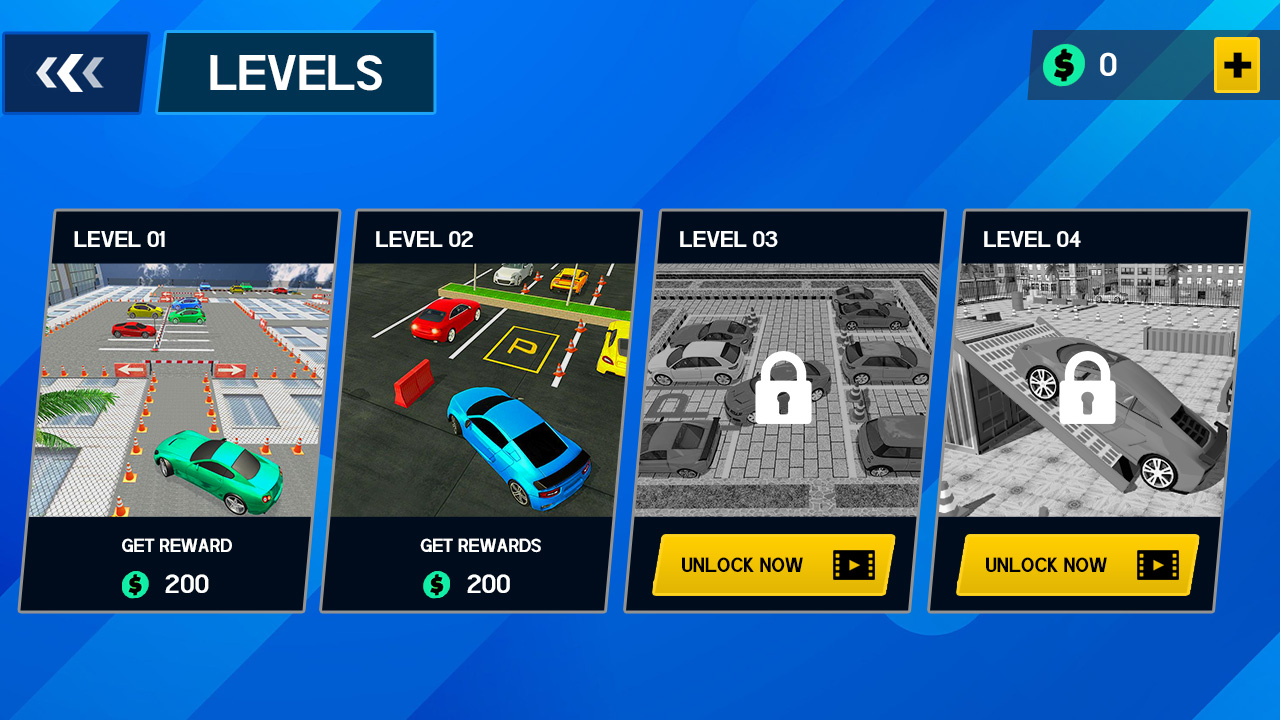 LEVELS
$ 0 +
LEVEL 01
LEVEL 02
LEVEL 03
LEVEL 04
P
P
GET REWARD
$ 200
GET REWARDS
$ 200
UNLOCK NOW
UNLOCK NOW